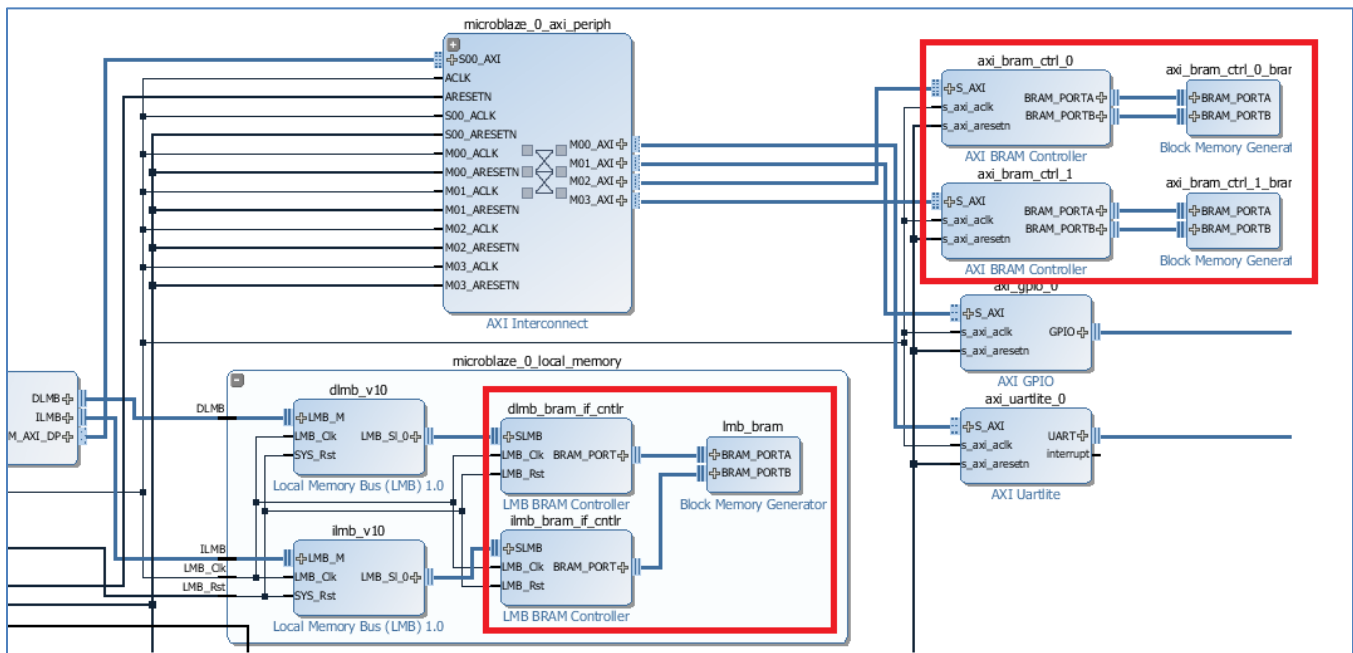 microblaze_0_axi_periph
S00_AXI
ACLK
ARESETN
S00_ACLK
S00_ARESETN
M00_ACLK
M00_ARESETN
M01_ACLK
M01_ARESETN
M02_ACLK
M02_ARESETN
M03_ACLK
M03_ARESETN
M00_AXI
M01_AXI
M02_AXI
M03_AXI
AXI Interconnect
axi_bram_ctrl_0
S_AXI
s_axi_aclk
s_axi_aresetn
BRAM_PORTA
BRAM_PORTB
AXI BRAM Controller
axi_bram_ctrl_0_brar
BRAM_PORTA
BRAM_PORTB
Block Memory Generat
axi_bram_ctrl_1
S_AXI
s_axi_aclk
s_axi_aresetn
BRAM_PORTA
BRAM_PORTB
AXI BRAM Controller
axi_bram_ctrl_1_brar
BRAM_PORTA
BRAM_PORTB
Block Memory Generat
axi_gpio_0
S_AXI
s_axi_aclk
s_axi_aresetn
GPIO
AXI GPIO
axi_uartlite_0
S_AXI
s_axi_aclk
s_axi_aresetn
UART
interrupt
AXI Uartlite
DLMB
ILMB
M_AXI_DP
microblaze_0_local_memory
DLMB
ILMB
LMB_Clk
LMB_Rst
dlmb_v10
LMB_M
LMB_Clk
SYS_Rst
LMB_Sl_0
Local Memory Bus (LMB) 1.0
ilmb_v10
LMB_M
LMB_Clk
SYS_Rst
LMB_Sl_0
Local Memory Bus (LMB) 1.0
dlmb_bram_if_cntlr
SLMB
LMB_Clk
LMB_Rst
BRAM_PORT
LMB BRAM Controller
ilmb_bram_if_cntlr
SLMB
LMB_Clk
LMB_Rst
BRAM_PORT
LMB BRAM Controller
lmb_bram
BRAM_PORTA
BRAM_PORTB
Block Memory Generator